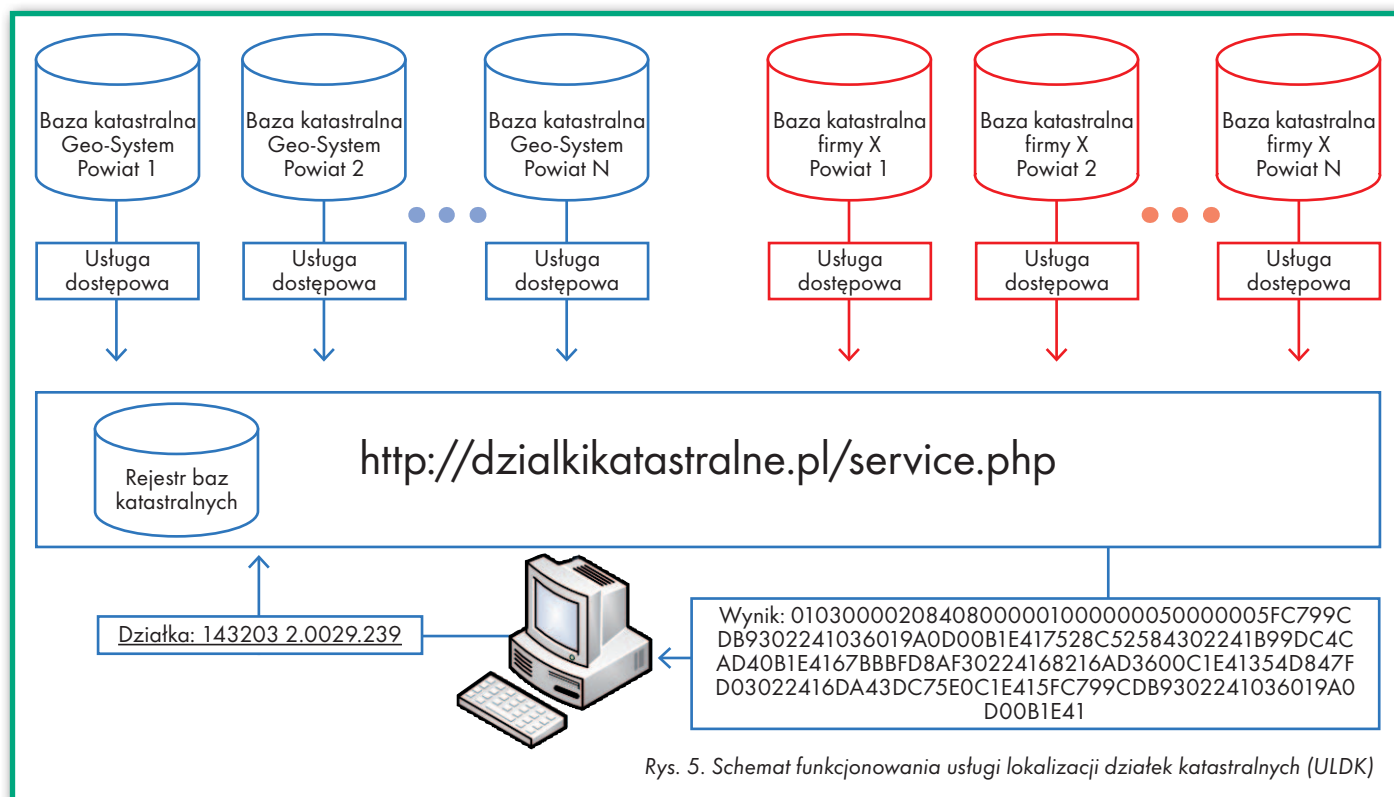 Baza katastralna
Geo-System
Powiat 1
Baza katastralna
Geo-System
Powiat 2
Baza katastralna
Geo-System
Powiat N
Baza katastralna
firmy X
Powiat 1
Baza katastralna
firmy X
Powiat 2
Baza katastralna
firmy X
Powiat N
Usługa
dostępowa
Usługa
dostępowa
Usługa
dostępowa
Usługa
dostępowa
Usługa
dostępowa
Usługa
dostępowa
Rejestr baz
katastralnych
http://dzialkikatastralne.pl/service.php
Działka: 143203 2.0029.239
Wynik: 01030000208408000001000000050000005FC799C
DB9302241036019A0D00B1E417528C52584302241B99DC4C
AD40B1E4167BBBFD8AF30224168216AD3600C1E41354D847F
D03022416DA43DC75E0C1E415FC799CDB9302241036019A0
D00B1E41
Rys. 5. Schemat funkcjonowania usługi lokalizacji działek katastralnych (ULDK)